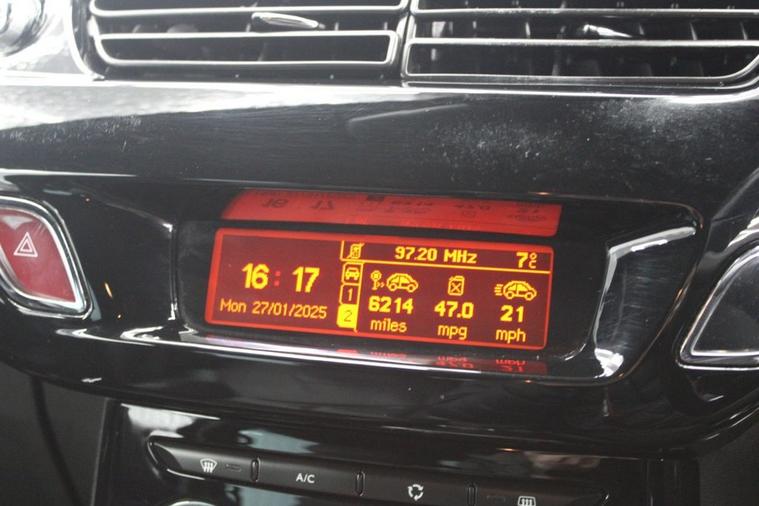 97.20 MHz 7°C
16:17
Mon 27/01/2025
1
2
6214 47.0 21
miles mpg mph
A/C